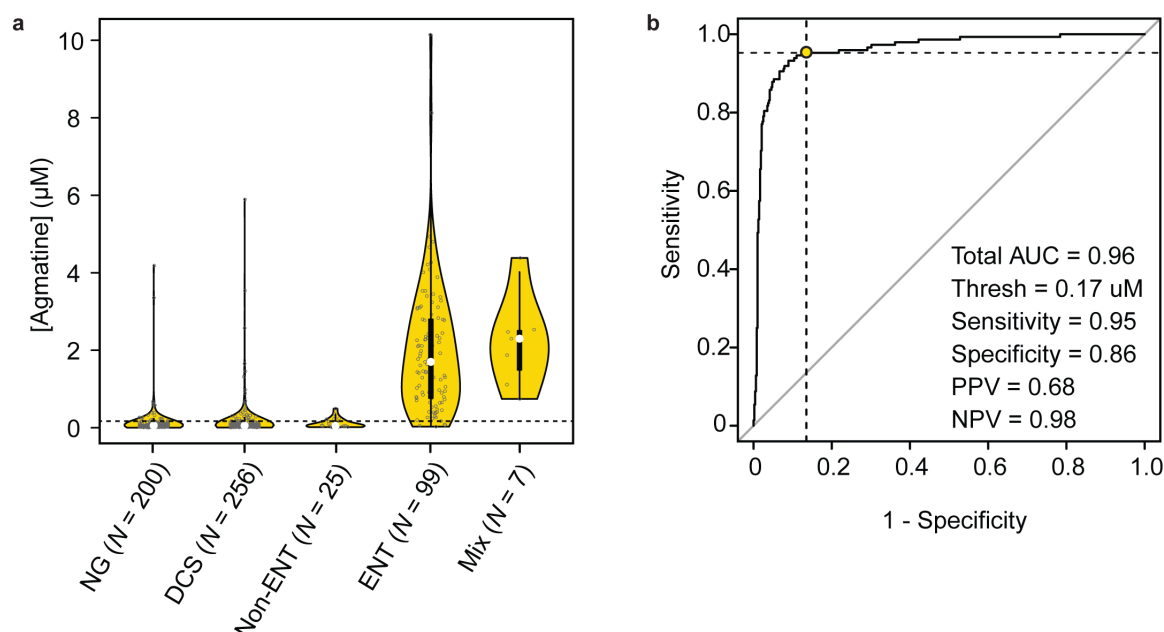 a
[Agmatine] (µM)
10
8
6
4
2
0
NG (N = 200)
DCS (N = 256)
Non-ENT (N = 25)
ENT (N = 99)
Mix (N = 7)
b
Sensitivity
1.0
0.8
0.6
0.4
0.2
0
Total AUC = 0.96
Thresh = 0.17 uM
Sensitivity = 0.95
Specificity = 0.86
PPV = 0.68
NPV = 0.98
0
0.2
0.4
0.6
0.8
1.0
1 - Specificity